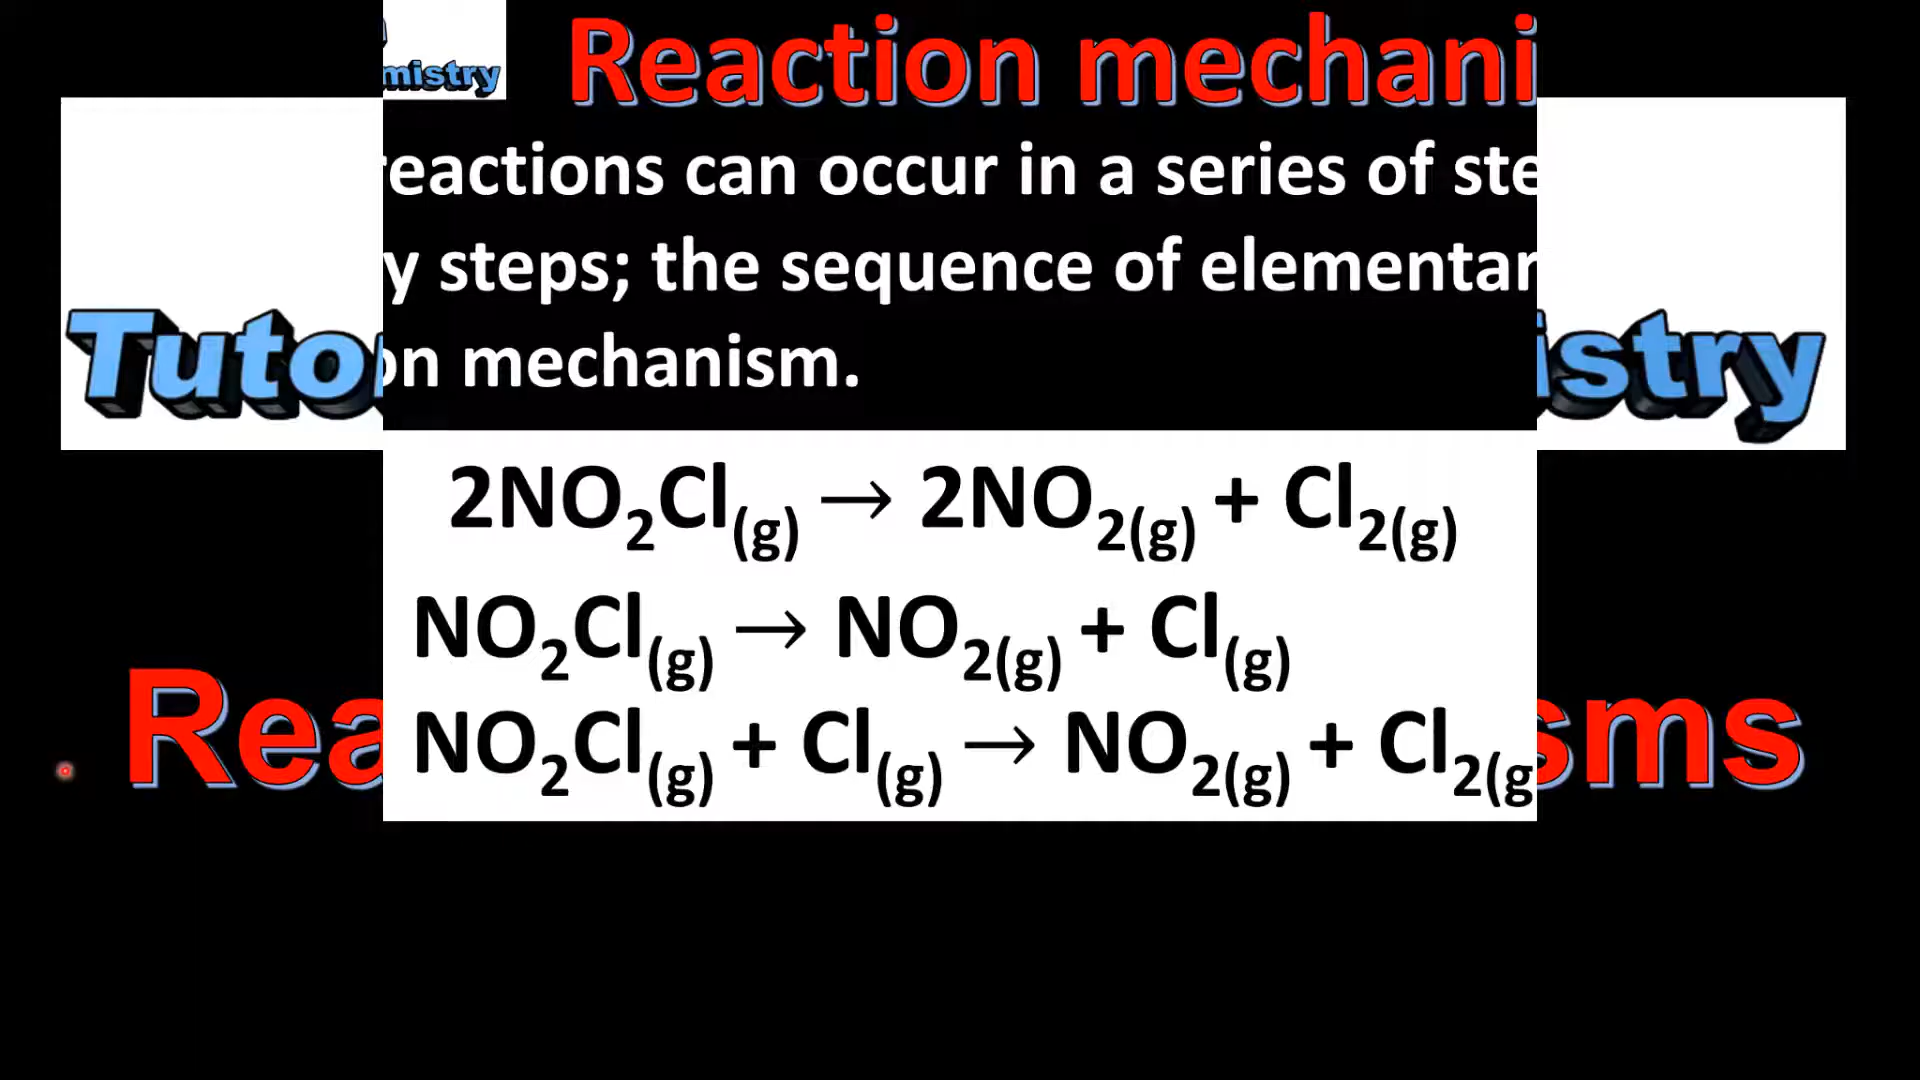 mistry
Reaction mechani
reactions can occur in a series of ste
y steps; the sequence of elementar
on mechanism.
Tuto
istry
2NO₂Cl(g) → 2NO₂(g) + Cl₂(g)
NO₂Cl(g) → NO₂(g) + Cl(g)
NO₂Cl(g) + Cl(g) → NO₂(g) + Cl₂(g
Rea
sms